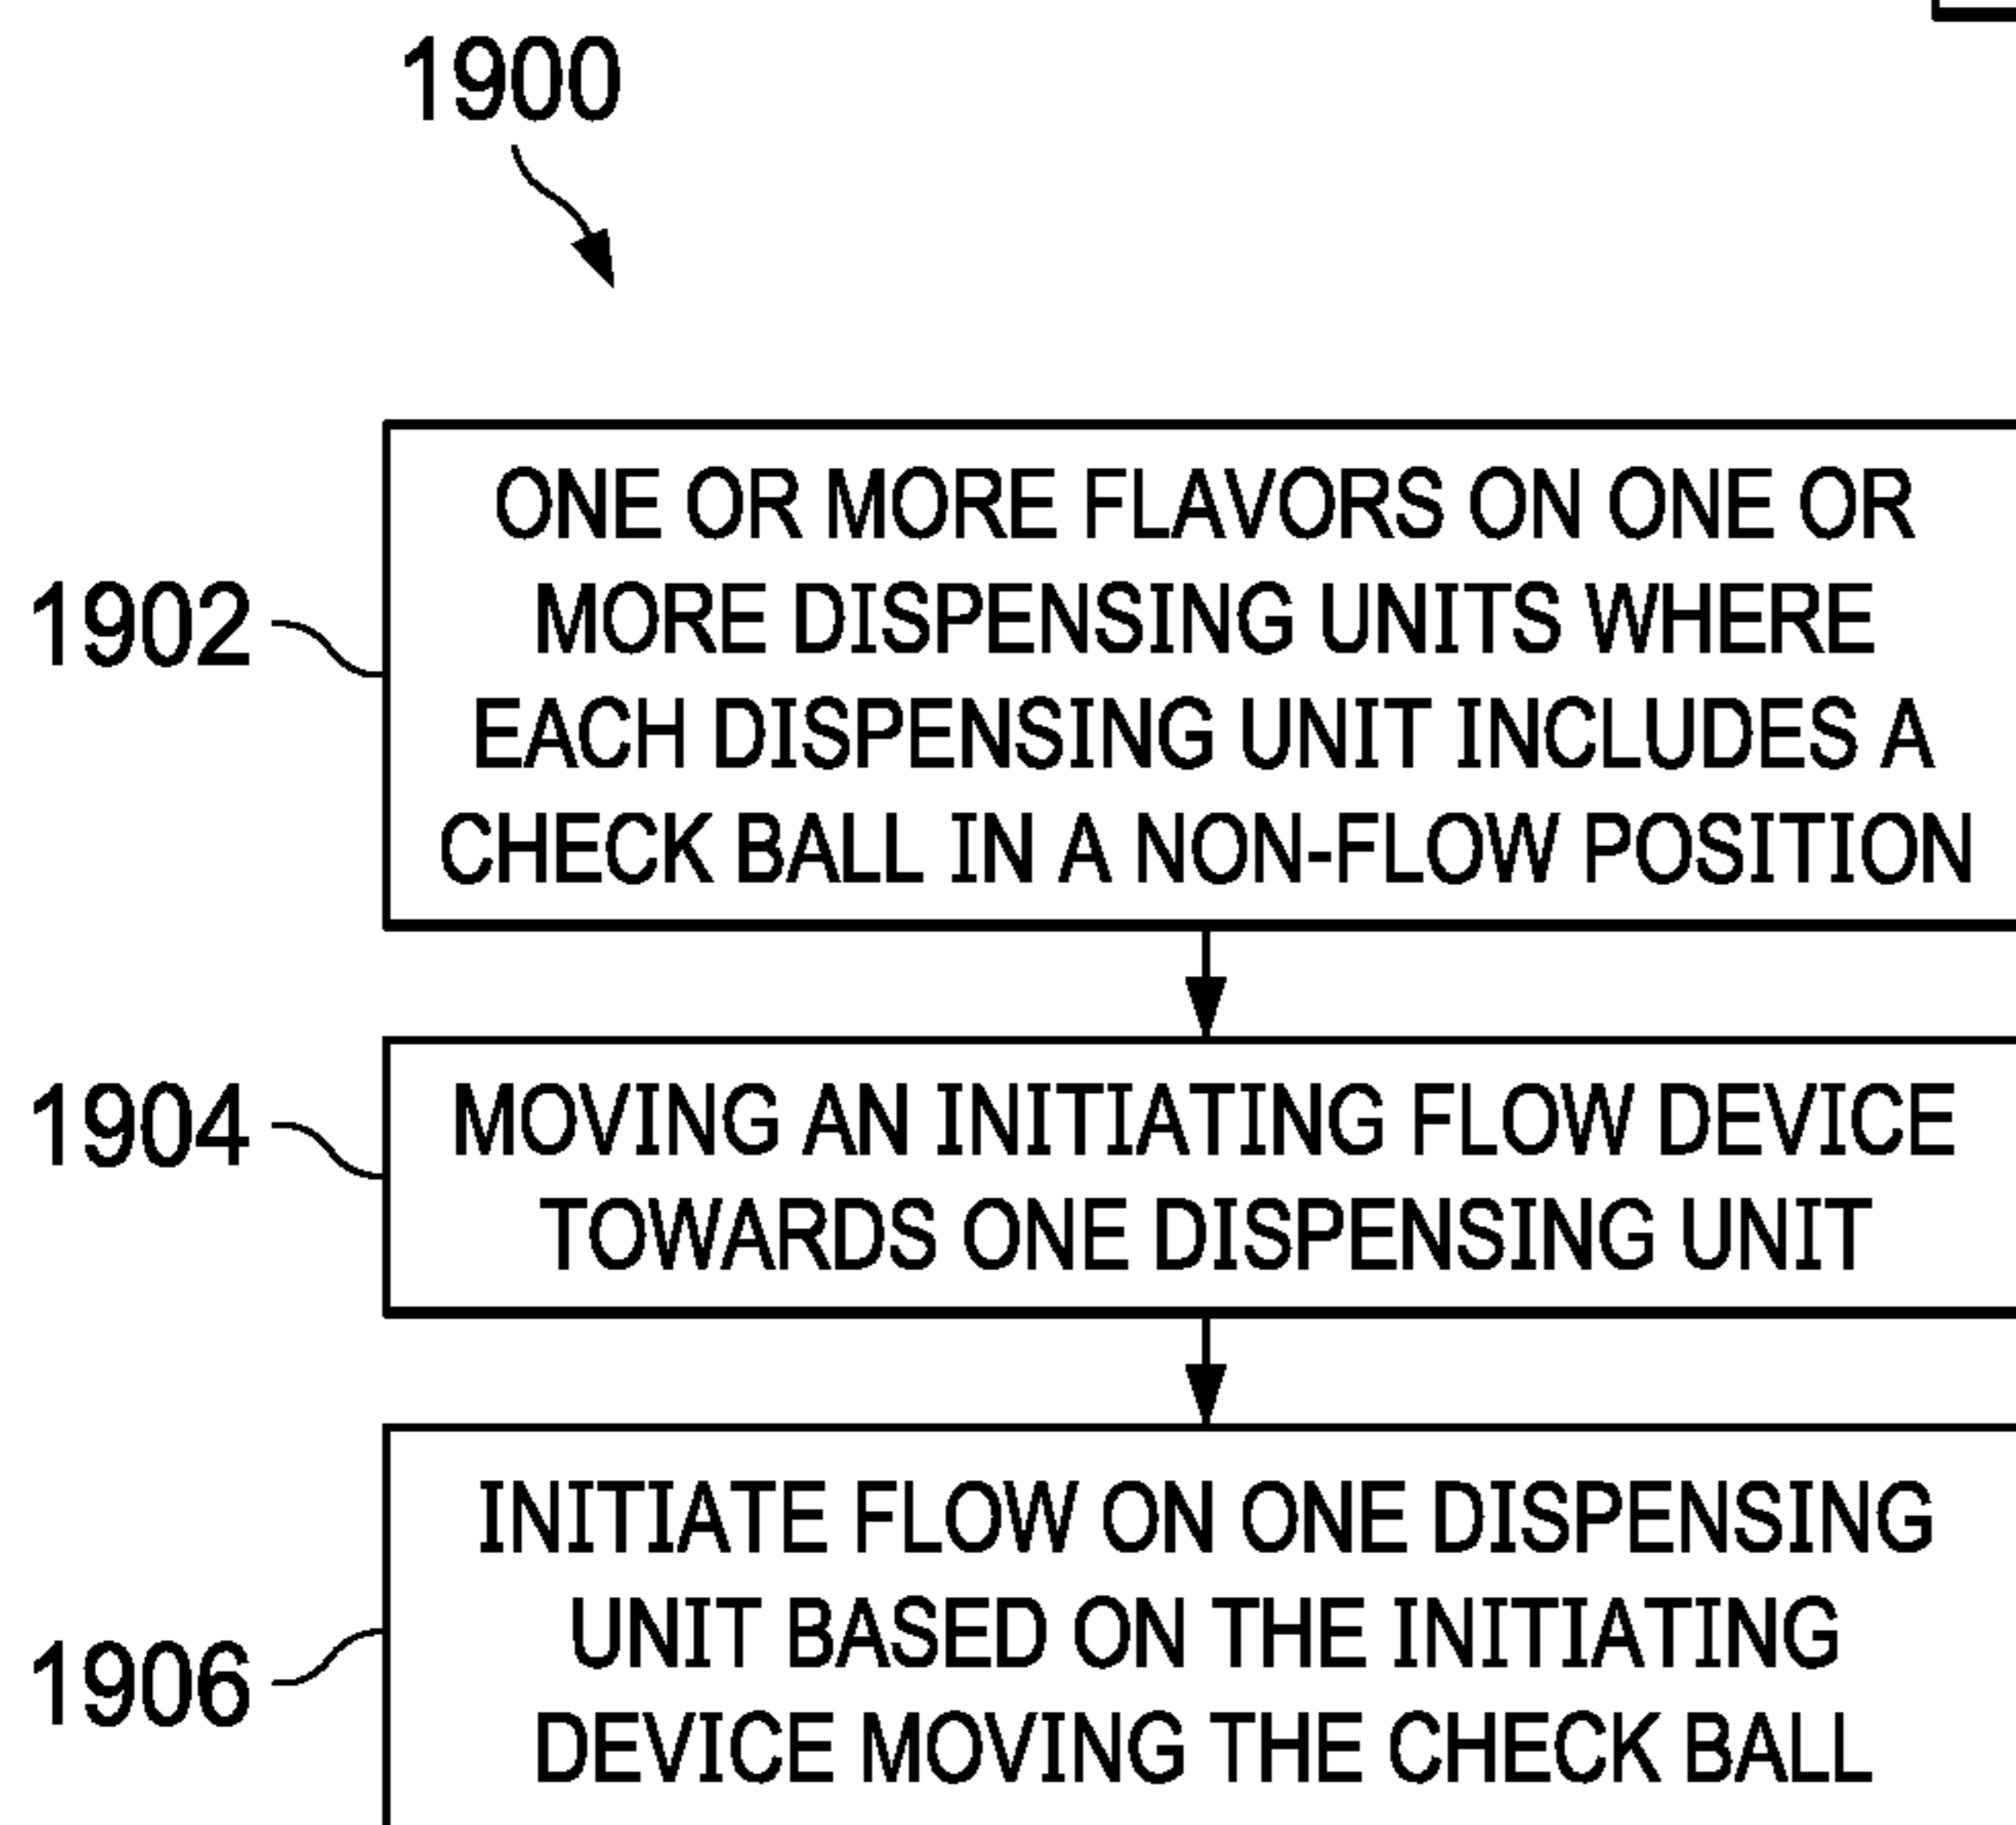 1900
1902
ONE OR MORE FLAVORS ON ONE OR
MORE DISPENSING UNITS WHERE
EACH DISPENSING UNIT INCLUDES A
CHECK BALL IN A NON-FLOW POSITION
1904
MOVING AN INITIATING FLOW DEVICE
TOWARDS ONE DISPENSING UNIT
1906
INITIATE FLOW ON ONE DISPENSING
UNIT BASED ON THE INITIATING
DEVICE MOVING THE CHECK BALL